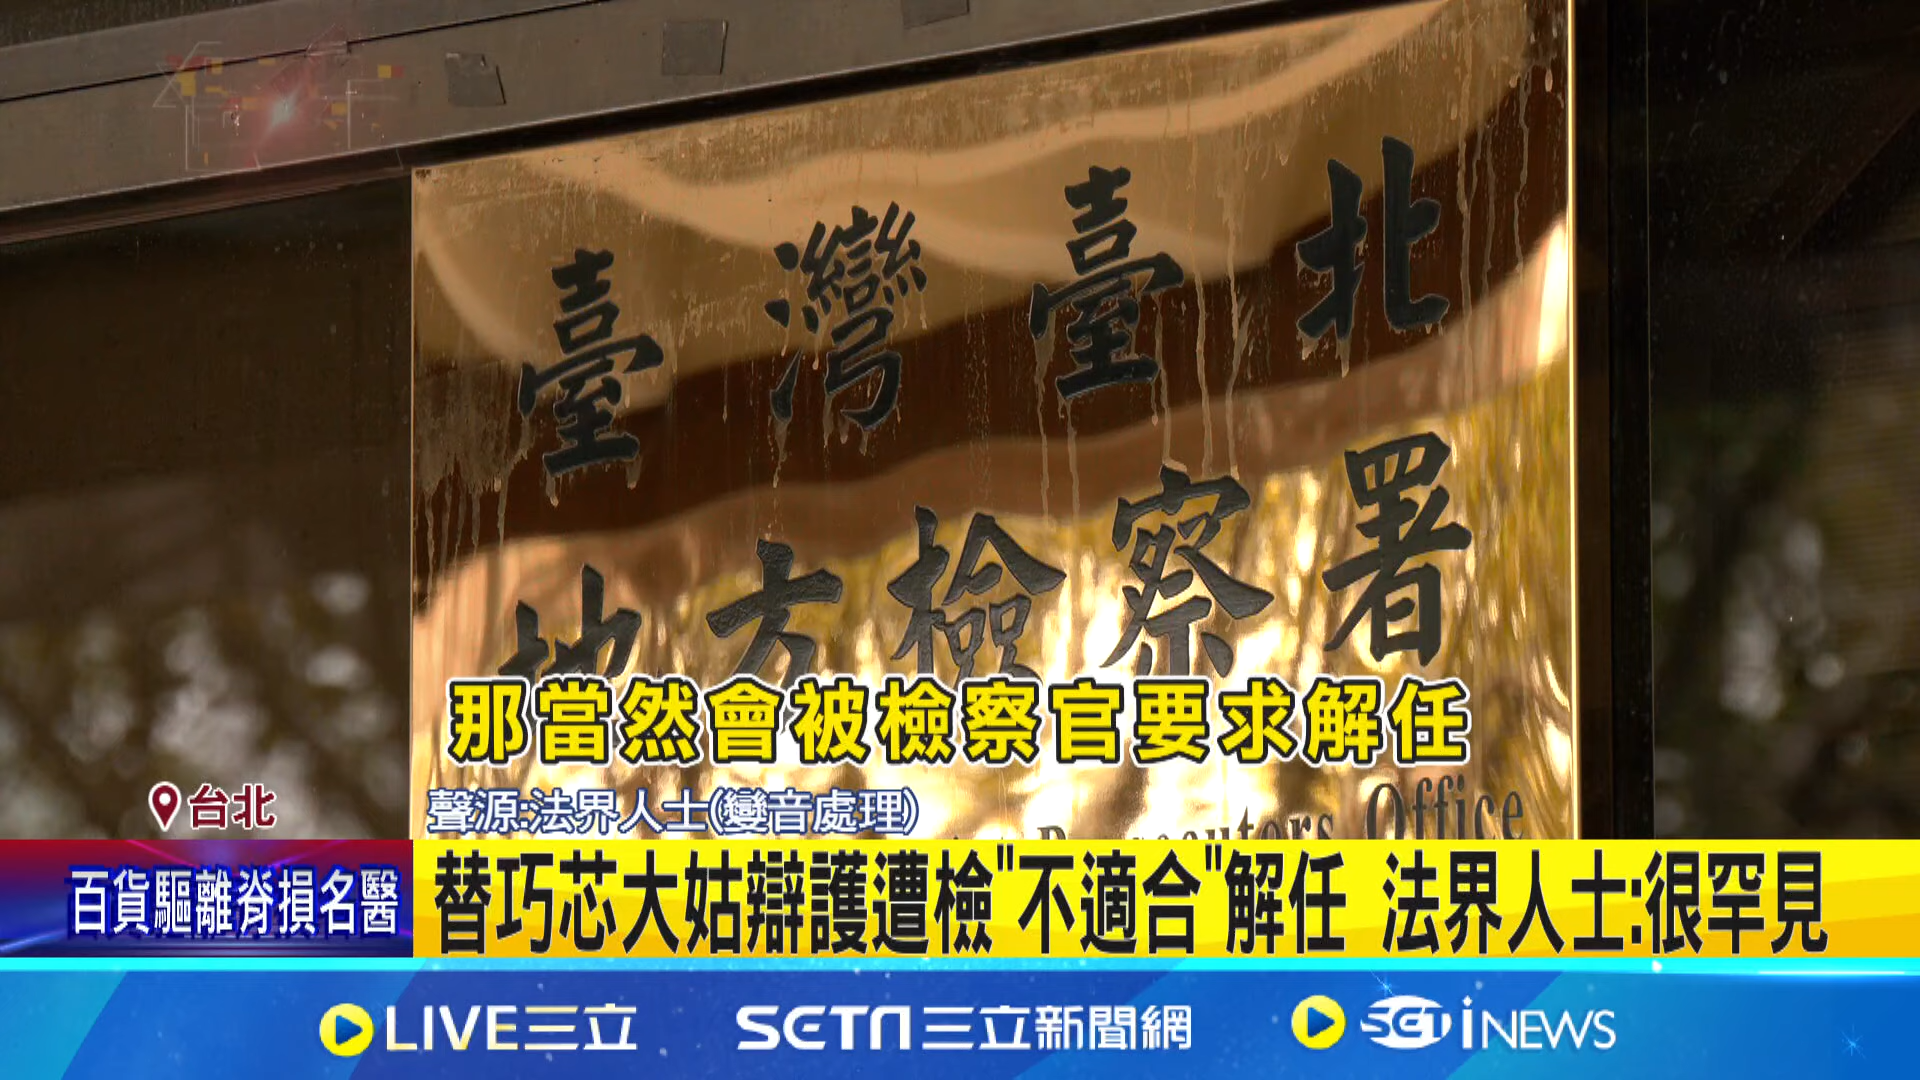 臺灣臺北
地方檢察署
那當然會被檢察官要求解任
Prosecutors Office
台北
聲源:法界人士(變音處理)
百貨驅離脊損名醫
替巧芯大姑辯護遭檢"不適合"解任 法界人士:很罕見
LIVE三立
SETN三立新聞網
SET iNEWS